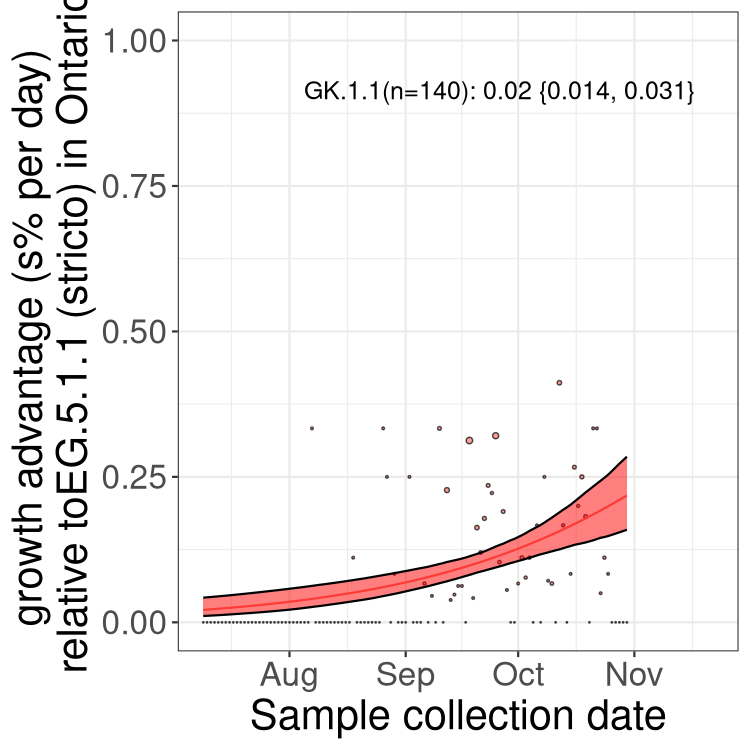 growth advantage (s% per day)
relative toEG.5.1.1 (stricto) in Ontario
1.00
GK.1.1(n=140): 0.02 {0.014, 0.031}
0.75
0.50
0.25
0.00
Aug Sep Oct Nov
Sample collection date